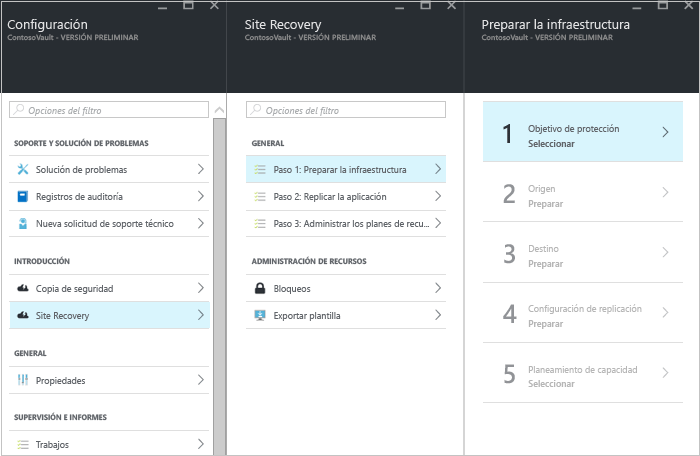 Configuración
ContosoVault - VERSIÓN PRELIMINAR
Opciones del filtro
SOPORTE Y SOLUCIÓN DE PROBLEMAS
Solución de problemas
Registros de auditoría
Nueva solicitud de soporte técnico
INTRODUCCIÓN
Copia de seguridad
Site Recovery
GENERAL
Propiedades
SUPERVISIÓN E INFORMES
Trabajos
Site Recovery
ContosoVault - VERSIÓN PRELIMINAR
Opciones del filtro
GENERAL
Paso 1: Preparar la infraestructura
Paso 2: Replicar la aplicación
Paso 3: Administrar los planes de recu...
ADMINISTRACIÓN DE RECURSOS
Bloqueos
Exportar plantilla
Preparar la infraestructura
ContosoVault - VERSIÓN PRELIMINAR
1 Objetivo de protección
Seleccionar
2 Origen
Preparar
3 Destino
Preparar
4 Configuración de replicación
Preparar
5 Planeamiento de capacidad
Seleccionar